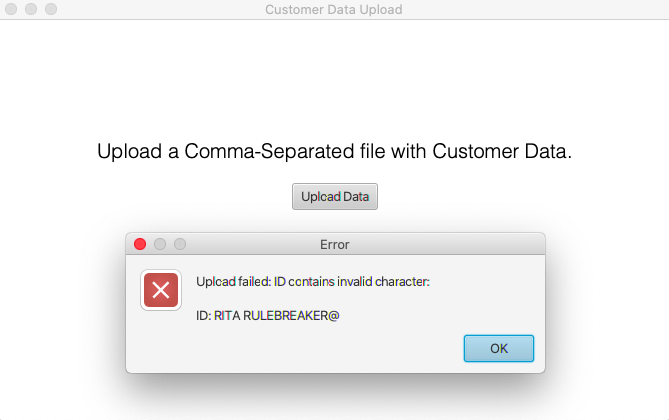 Customer Data Upload
Upload a Comma-Separated file with Customer Data.
Upload Data
Error
Upload failed: ID contains invalid character:
ID: RITA RULEBREAKER@
OK